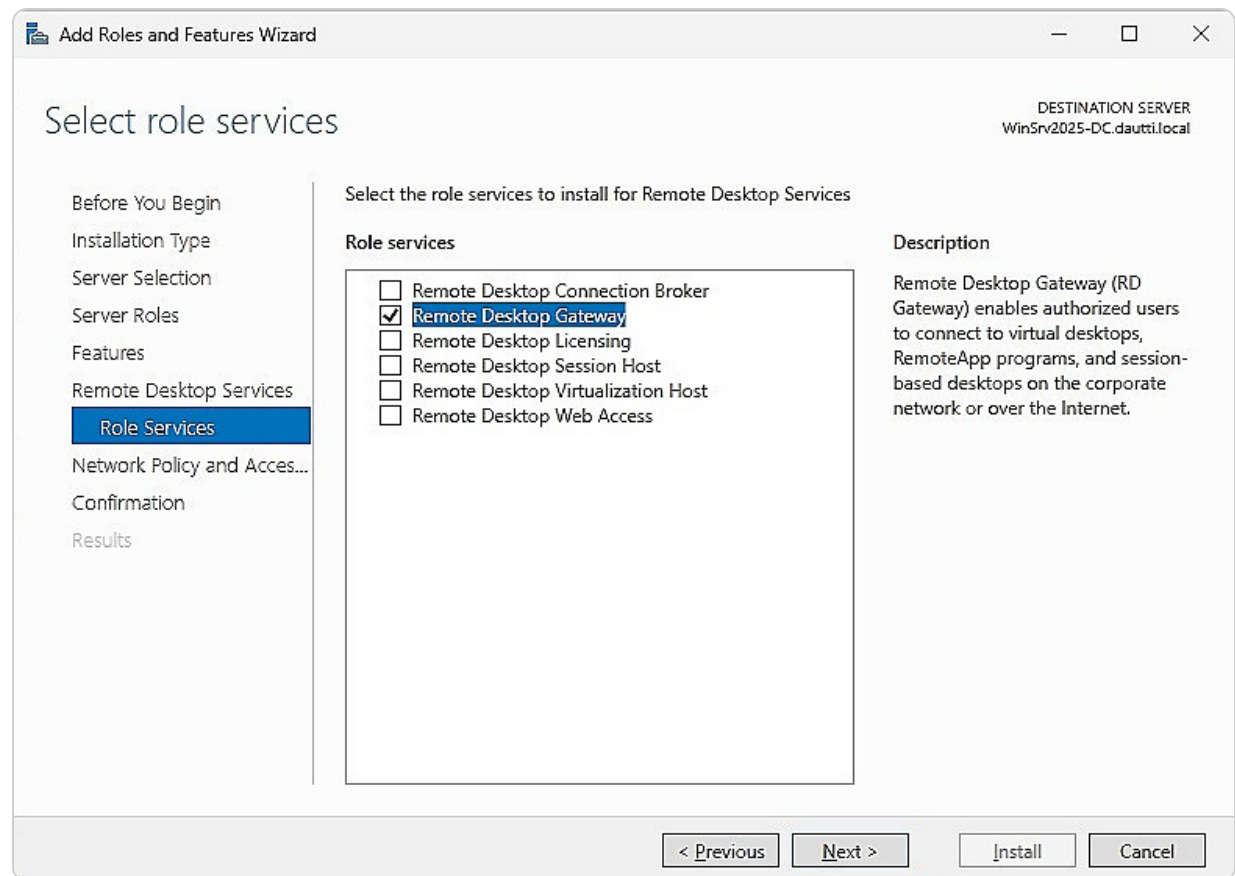 Add Roles and Features Wizard
Select role services
DESTINATION SERVER
WinSrv2025-DC.dautti.local
Before You Begin
Installation Type
Server Selection
Server Roles
Features
Remote Desktop Services
Role Services
Network Policy and Acces...
Confirmation
Results
Select the role services to install for Remote Desktop Services
Role services
Remote Desktop Connection Broker
Remote Desktop Gateway
Remote Desktop Licensing
Remote Desktop Session Host
Remote Desktop Virtualization Host
Remote Desktop Web Access
Description
Remote Desktop Gateway (RD
Gateway) enables authorized users
to connect to virtual desktops,
RemoteApp programs, and session-
based desktops on the corporate
network or over the Internet.
< Previous
Next >
Install
Cancel